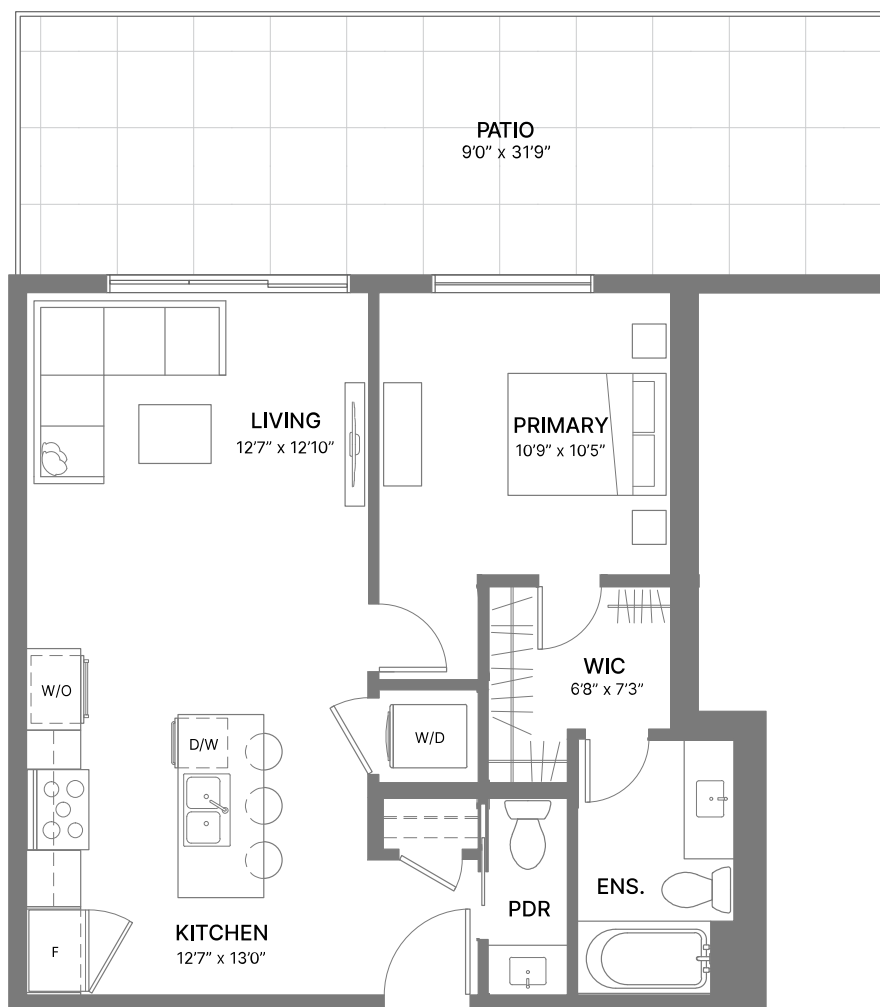 PATIO
9'0" x 31'9"
LIVING
12'7" x 12'10"
PRIMARY
10'9" x 10'5"
W/O
WIC
6'8" x 7'3"
D/W
W/D
ENS.
PDR
KITCHEN
12'7" x 13'0"
F